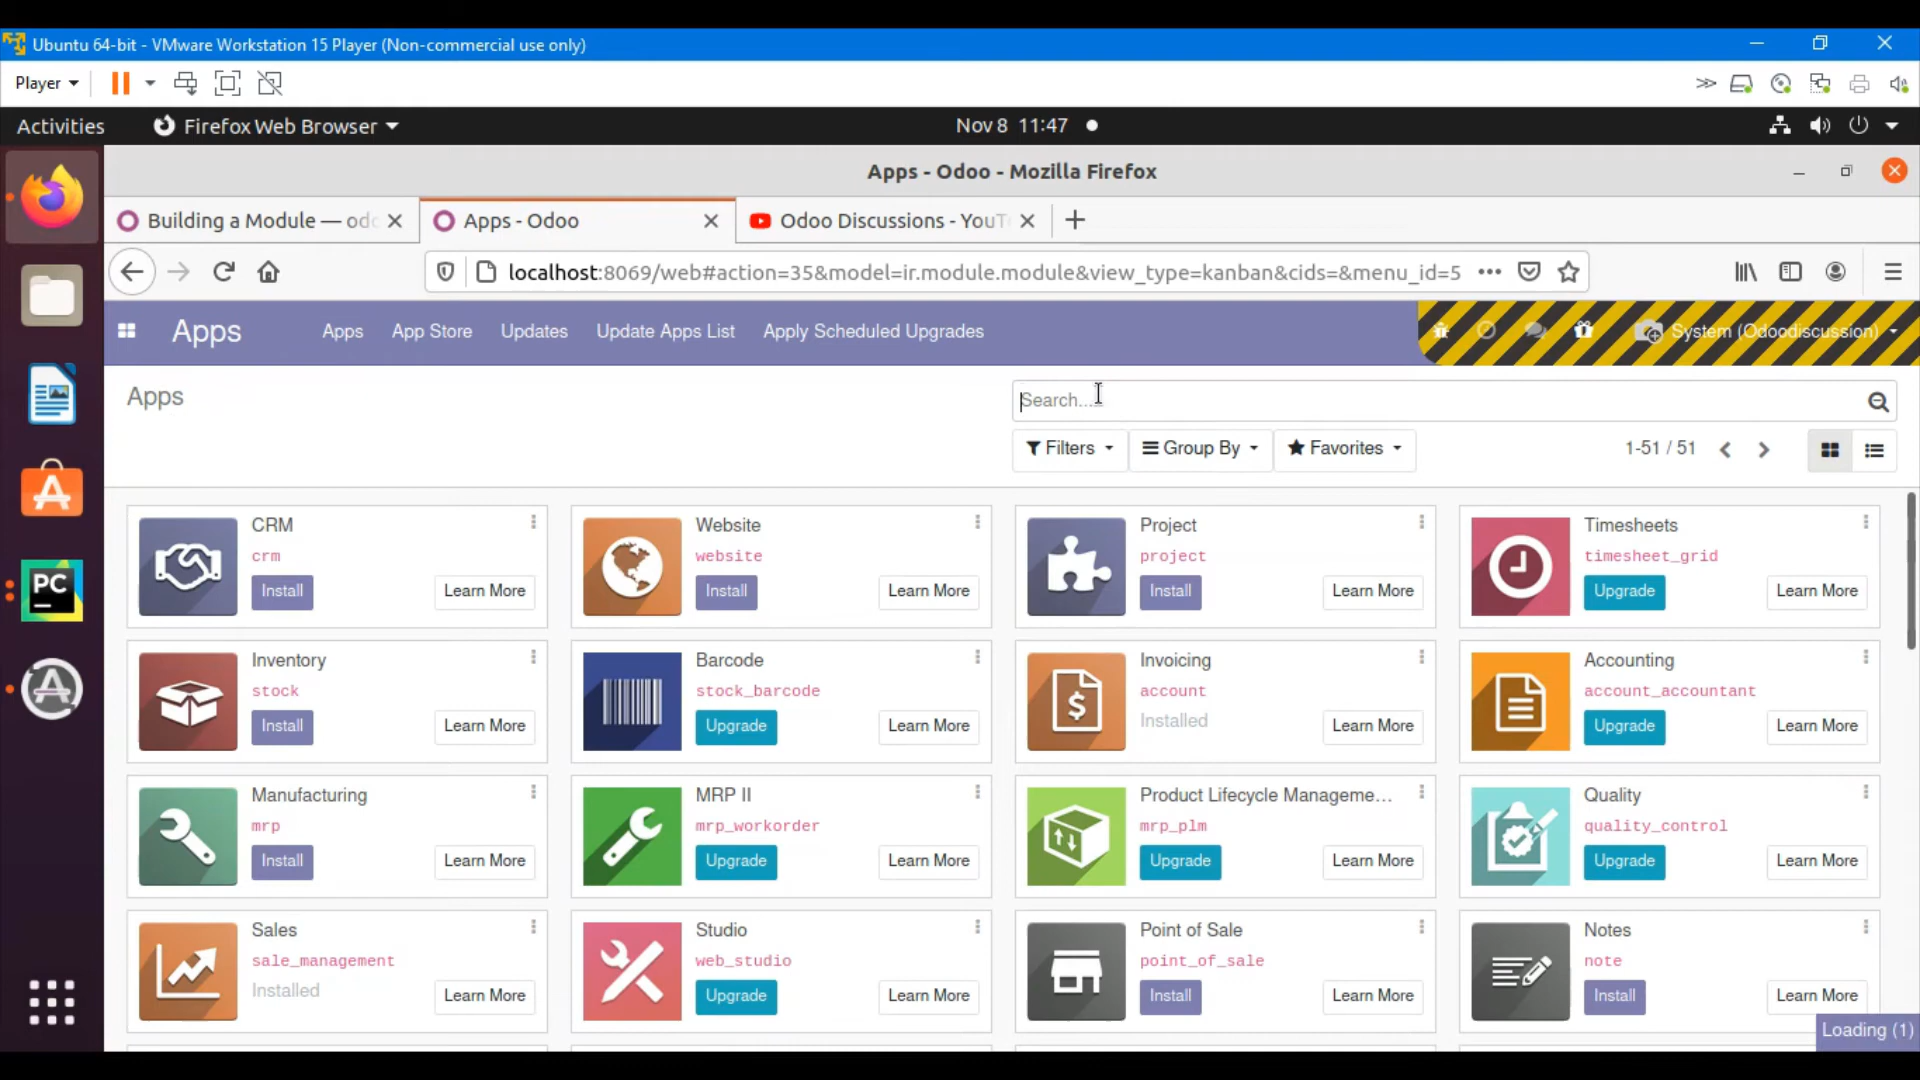 Ubuntu 64-bit - VMware Workstation 15 Player (Non-commercial use only)
Player
Activities
Firefox Web Browser
Nov 8 11:47
Apps - Odoo - Mozilla Firefox
Building a Module — odo
Apps - Odoo
Odoo Discussions - YouT
localhost:8069/web#action=35&model=ir.module.module&view_type=kanban&cids=&menu_id=5
Apps
Apps
App Store
Updates
Update Apps List
Apply Scheduled Upgrades
System (Odoodiscussion)
Apps
Search...
Filters
Group By
Favorites
1-51 / 51
CRM
crm
Install
Learn More
Website
website
Install
Learn More
Project
project
Install
Learn More
Timesheets
timesheet_grid
Upgrade
Learn More
Inventory
stock
Install
Learn More
Barcode
stock_barcode
Upgrade
Learn More
Invoicing
account
Installed
Learn More
Accounting
account_accountant
Upgrade
Learn More
Manufacturing
mrp
Install
Learn More
MRP II
mrp_workorder
Upgrade
Learn More
Product Lifecycle Manageme...
mrp_plm
Upgrade
Learn More
Quality
quality_control
Upgrade
Learn More
Sales
sale_management
Installed
Learn More
Studio
web_studio
Upgrade
Learn More
Point of Sale
point_of_sale
Install
Learn More
Notes
note
Install
Learn More
Loading (1)
PC